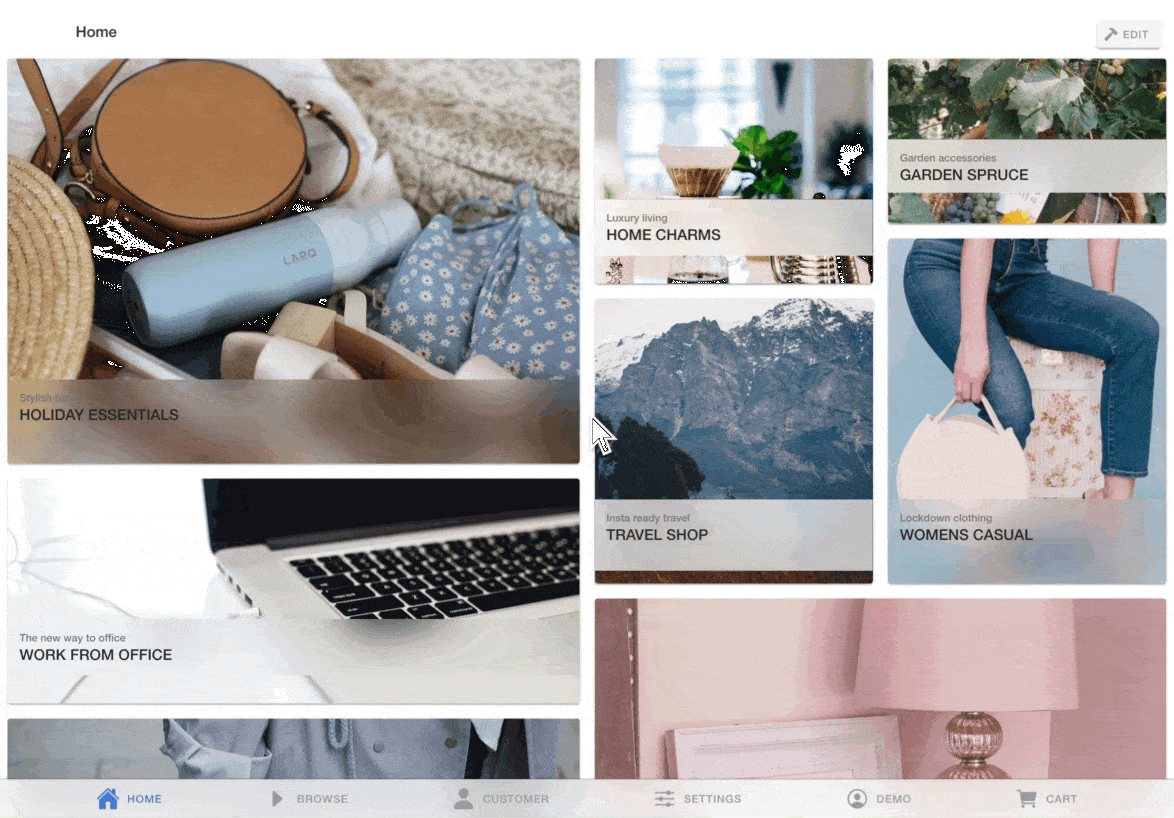 Home
EDIT
LARQ
Stylish
HOLIDAY ESSENTIALS
Luxury living
HOME CHARMS
Garden accessories
GARDEN SPRUCE
Insta ready travel
TRAVEL SHOP
Lockdown clothing
WOMENS CASUAL
The new way to office
WORK FROM OFFICE
HOME
BROWSE
CUSTOMER
SETTINGS
DEMO
CART